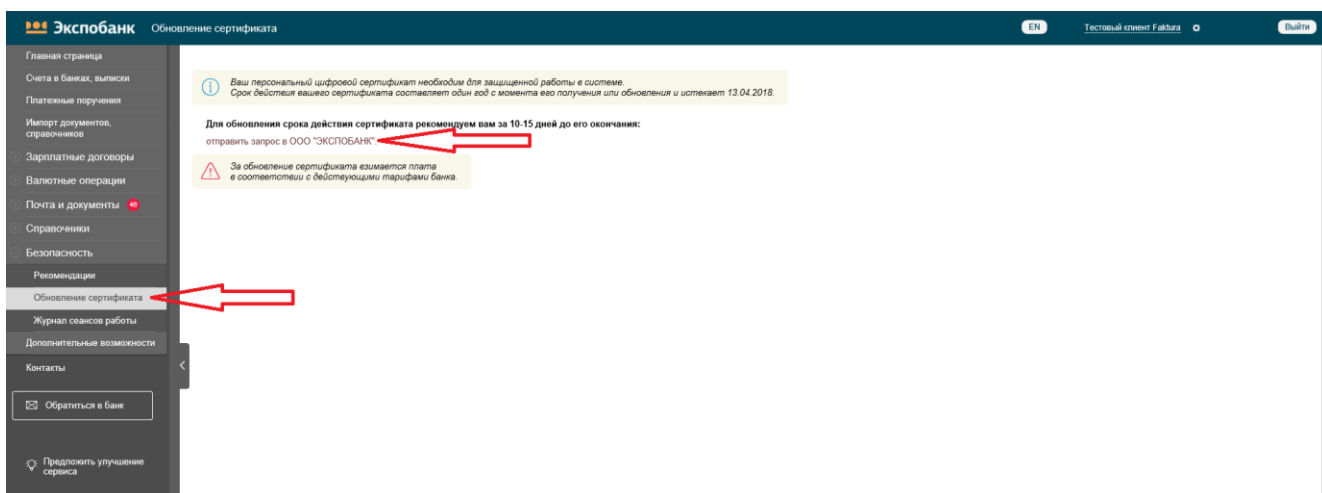 Экспобанк Обновление сертификата EN Тестовый клиент Faktura Выйти
Главная страница
Счета в банках, выписки
Платежные поручения
Импорт документов,
справочников
Зарплатные договоры
Валютные операции
Почта и документы 40
Справочники
Безопасность
Рекомендации
Обновление сертификата
Журнал сеансов работы
Дополнительные возможности
Контакты
Обратиться в банк
Предложить улучшение
сервиса
Ваш персональный цифровой сертификат необходим для защищенной работы в системе.
Срок действия вашего сертификата составляет один год с момента его получения или обновления и истекает 13.04.2018.
Для обновления срока действия сертификата рекомендуем вам за 10-15 дней до его окончания:
отправить запрос в ООО "ЭКСПОБАНК".
За обновление сертификата взимается плата
в соответствии с действующими тарифами банка.